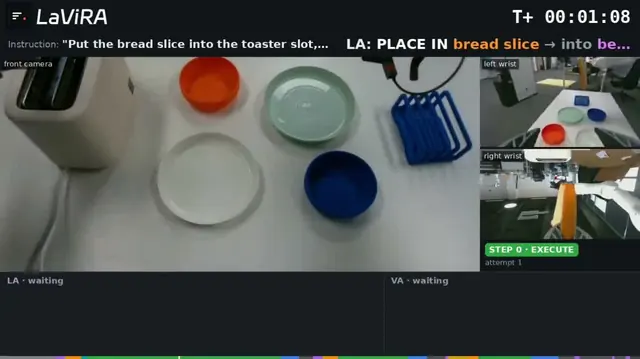 LaViRA
T+ 00:01:08
Instruction: "Put the bread slice into the toaster slot,...
LA: PLACE IN bread slice → into be...
front camera
left wrist
right wrist
STEP 0 · EXECUTE
attempt 1
LA · waiting
VA · waiting